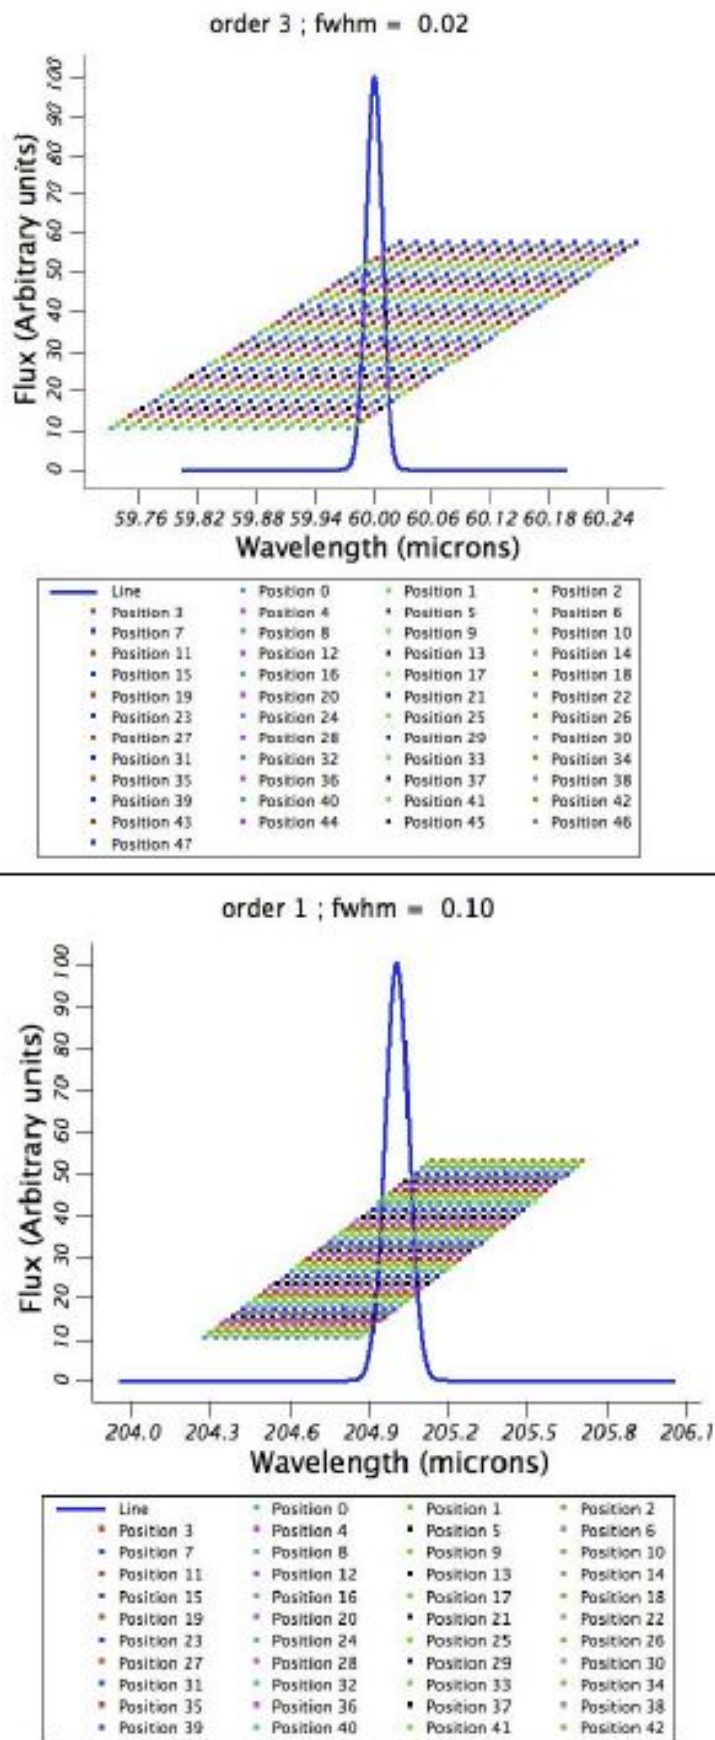 order 3 ; fwhm = 0.02
100
90
80
70
60
50
40
30
20
10
0
Flux (Arbitrary units)
59.76 59.82 59.88 59.94 60.00 60.06 60.12 60.18 60.24
Wavelength (microns)
Line Position 0 Position 1 Position 2
Position 3 Position 4 Position 5 Position 6
Position 7 Position 8 Position 9 Position 10
Position 11 Position 12 Position 13 Position 14
Position 15 Position 16 Position 17 Position 18
Position 19 Position 20 Position 21 Position 22
Position 23 Position 24 Position 25 Position 26
Position 27 Position 28 Position 29 Position 30
Position 31 Position 32 Position 33 Position 34
Position 35 Position 36 Position 37 Position 38
Position 39 Position 40 Position 41 Position 42
Position 43 Position 44 Position 45 Position 46
Position 47
order 1 ; fwhm = 0.10
100
90
80
70
60
50
40
30
20
10
0
Flux (Arbitrary units)
204.0 204.3 204.6 204.9 205.2 205.5 205.8 206.1
Wavelength (microns)
Line Position 0 Position 1 Position 2
Position 3 Position 4 Position 5 Position 6
Position 7 Position 8 Position 9 Position 10
Position 11 Position 12 Position 13 Position 14
Position 15 Position 16 Position 17 Position 18
Position 19 Position 20 Position 21 Position 22
Position 23 Position 24 Position 25 Position 26
Position 27 Position 28 Position 29 Position 30
Position 31 Position 32 Position 33 Position 34
Position 35 Position 36 Position 37 Position 38
Position 39 Position 40 Position 41 Position 42